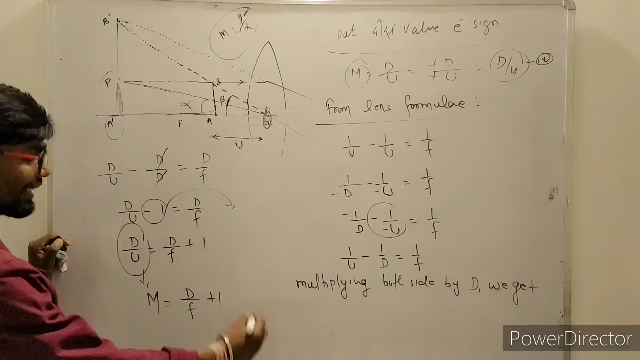 B'
m = β/α
P
B
α
β
A'
F
A
U
D/U - D/D = D/f
D/U - 1 = D/f
D/U = D/f + 1
M = D/f + 1
put value & sign
M = D/U = -D/-U = D/U
From lens formulae :
1/V - 1/U = 1/f
1/-D - 1/-U = 1/f
-1/D - 1/-U = 1/f
1/U - 1/D = 1/f
multiplying both side by D, we get
PowerDirector